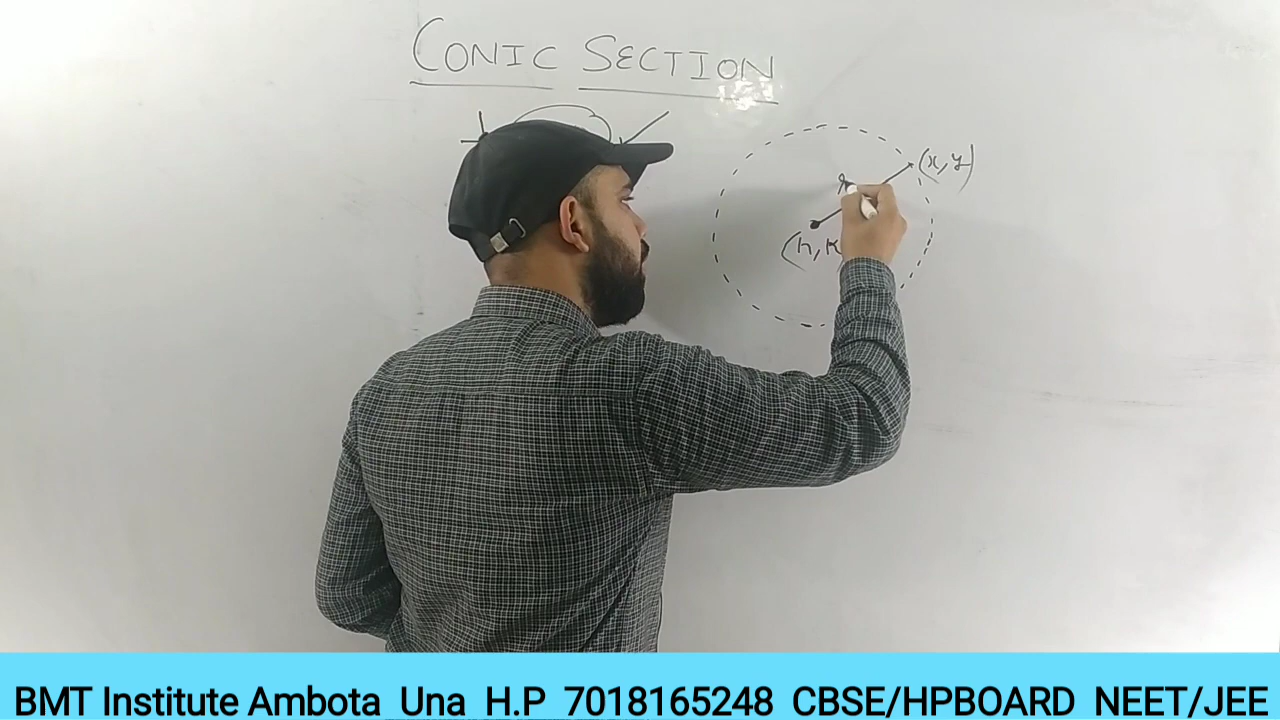 CONIC SECTION
(x, y)
r
(h, k
BMT Institute Ambota Una H.P 7018165248 CBSE/HPBOARD NEET/JEE